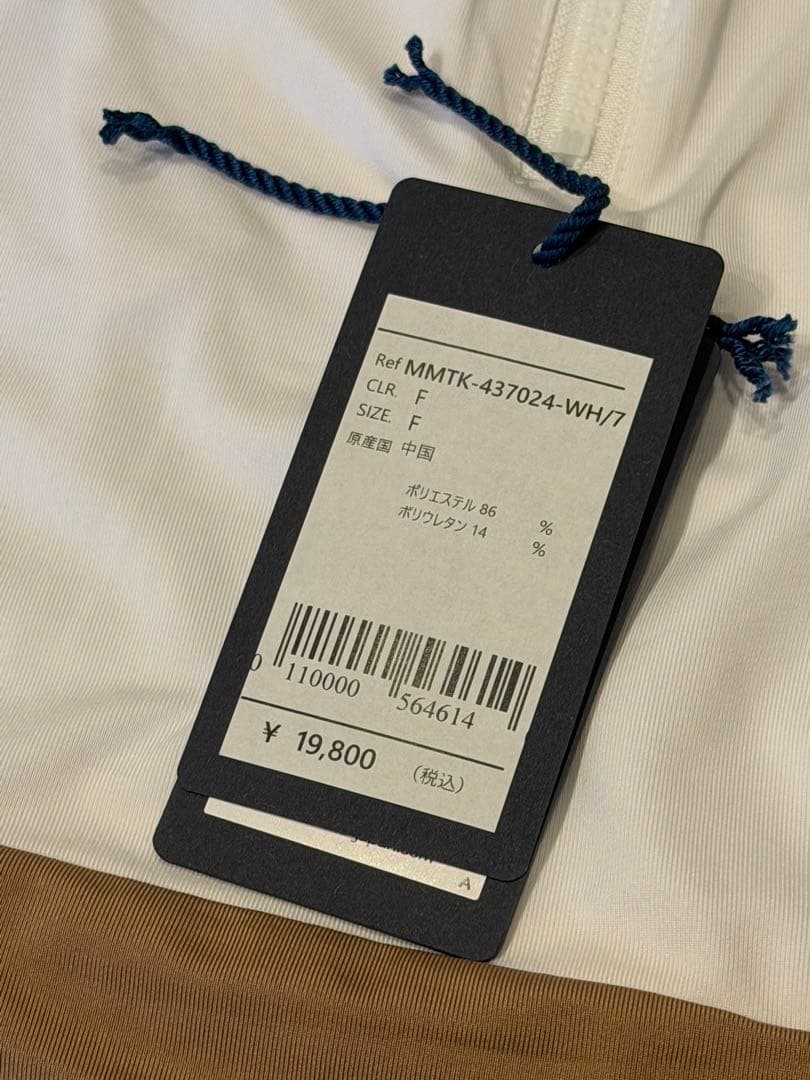 Ref MMTK-437024-WH/7
CLR. F
SIZE. F
原産国 中国
ポリエステル 86 %
ポリウレタン 14 %
0 110000 564614
¥ 19,800 (税込)
A